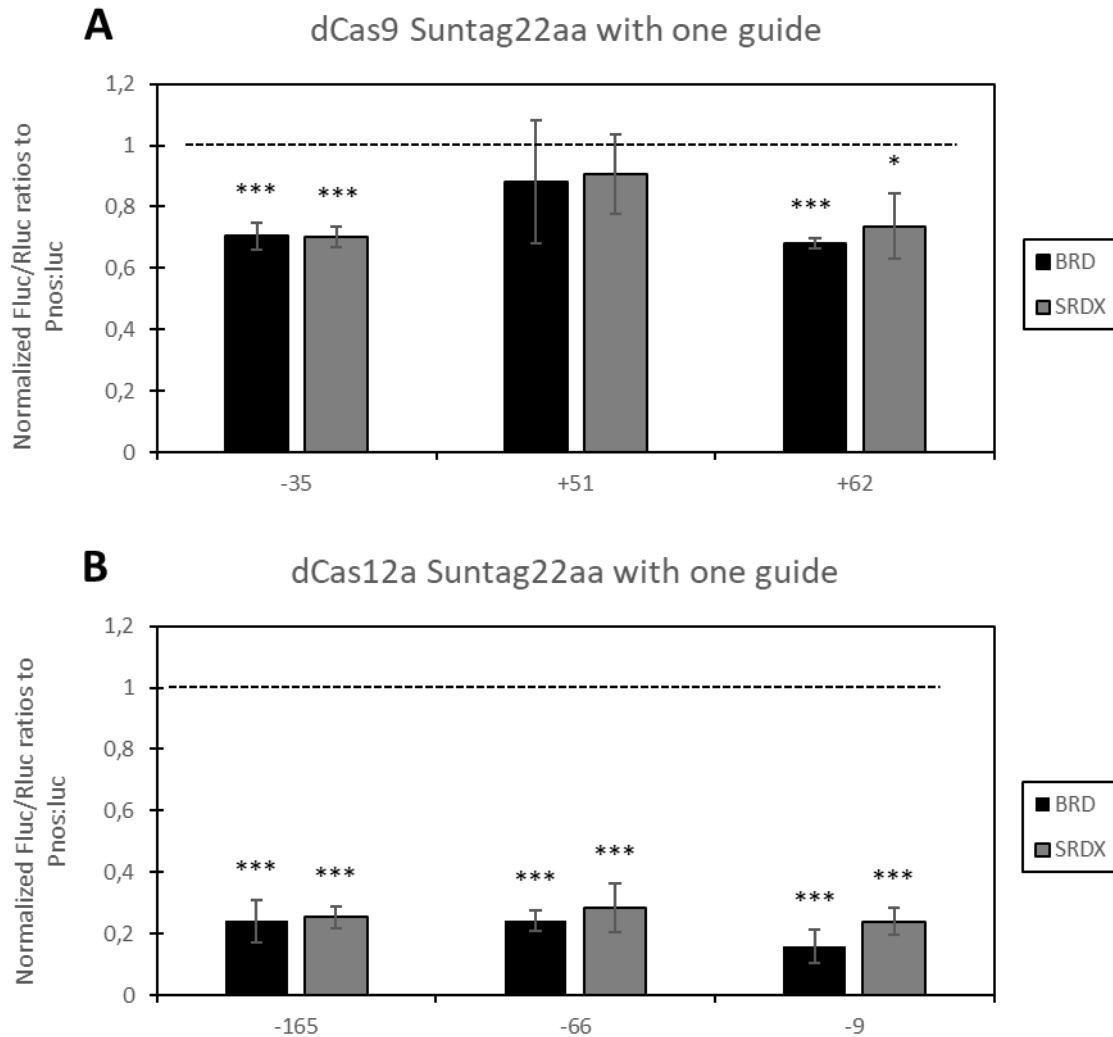 A
dCas9 Suntag22aa with one guide
Normalized Fluc/Rluc ratios to
Pnos:luc
1,2
1
0,8
0,6
0,4
0,2
0
***
***
***
*
-35
+51
+62
BRD
SRDX
B
dCas12a Suntag22aa with one guide
Normalized Fluc/Rluc ratios to
Pnos:luc
1,2
1
0,8
0,6
0,4
0,2
0
***
***
***
***
***
***
-165
-66
-9
BRD
SRDX